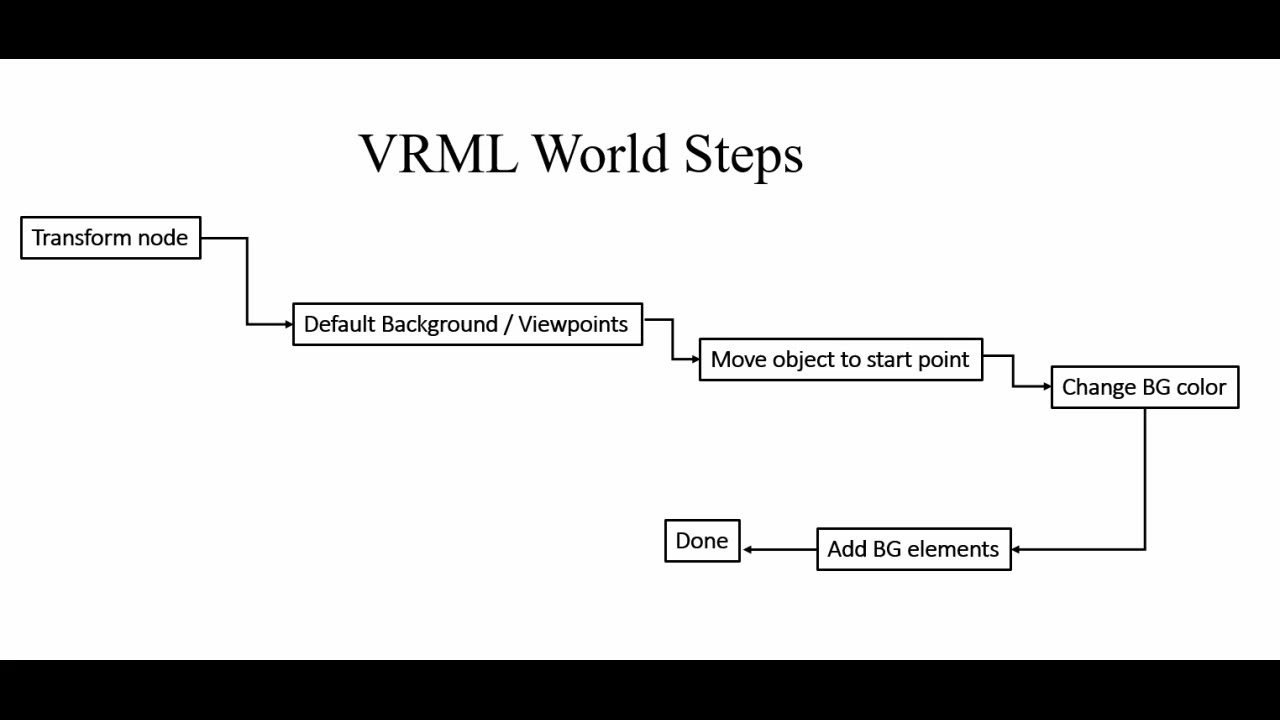 VRML World Steps
Transform node
Default Background / Viewpoints
Move object to start point
Change BG color
Add BG elements
Done